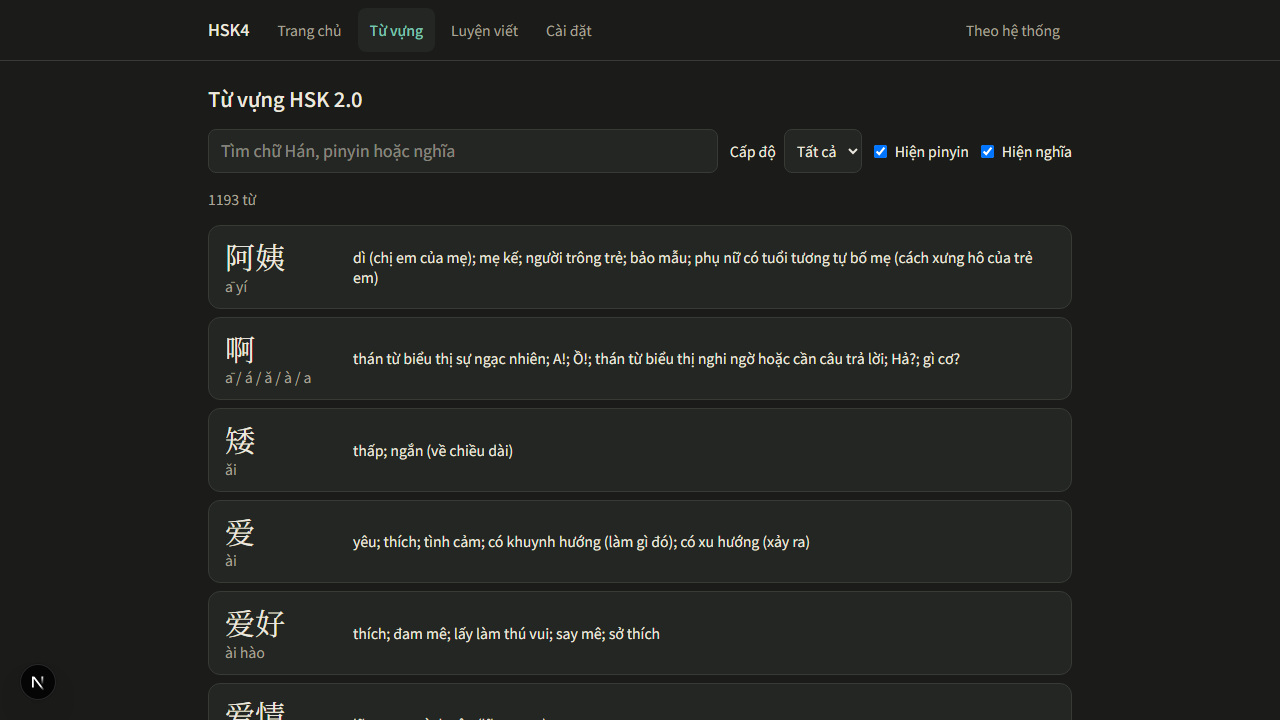 HSK4 Trang chủ Từ vựng Luyện viết Cài đặt Theo hệ thống
Từ vựng HSK 2.0
Tìm chữ Hán, pinyin hoặc nghĩa Cấp độ Tất cả Hiện pinyin Hiện nghĩa
1193 từ
阿姨
ā yí
dì (chị em của mẹ); mẹ kế; người trông trẻ; bảo mẫu; phụ nữ có tuổi tương tự bố mẹ (cách xưng hô của trẻ
em)
啊
ā / á / ǎ / à / a
thán từ biểu thị sự ngạc nhiên; A!; Ồ!; thán từ biểu thị nghi ngờ hoặc cần câu trả lời; Hả?; gì cơ?
矮
ǎi
thấp; ngắn (về chiều dài)
爱
ài
yêu; thích; tình cảm; có khuynh hướng (làm gì đó); có xu hướng (xảy ra)
爱好
ài hào
thích; đam mê; lấy làm thú vui; say mê; sở thích
爱情
N